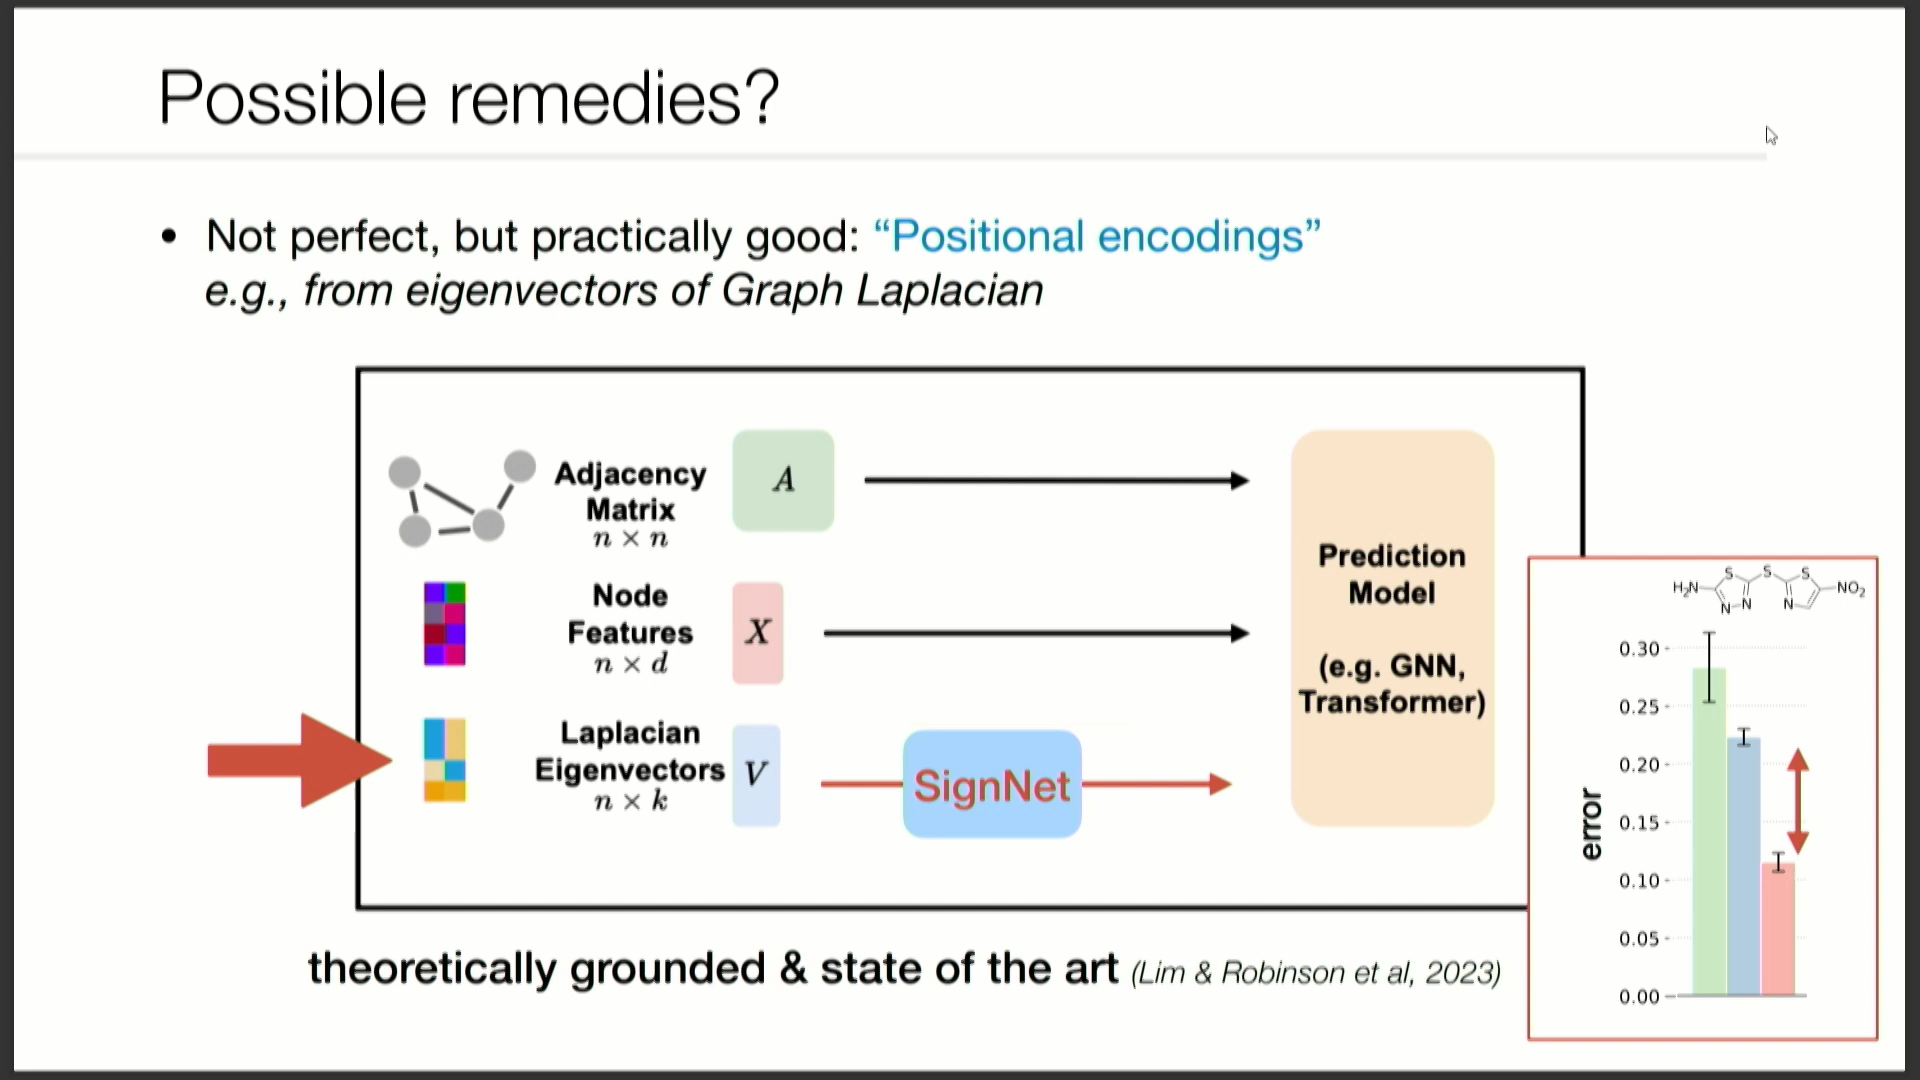 Possible remedies?
• Not perfect, but practically good: “Positional encodings”
e.g., from eigenvectors of Graph Laplacian
Adjacency
Matrix
n × n
A
Node
Features
n × d
X
Laplacian
Eigenvectors
n × k
V
SignNet
Prediction
Model
(e.g. GNN,
Transformer)
H₂N
S
N
N
S
S
N
NO₂
error
0.30
0.25
0.20
0.15
0.10
0.05
0.00
theoretically grounded & state of the art (Lim & Robinson et al, 2023)